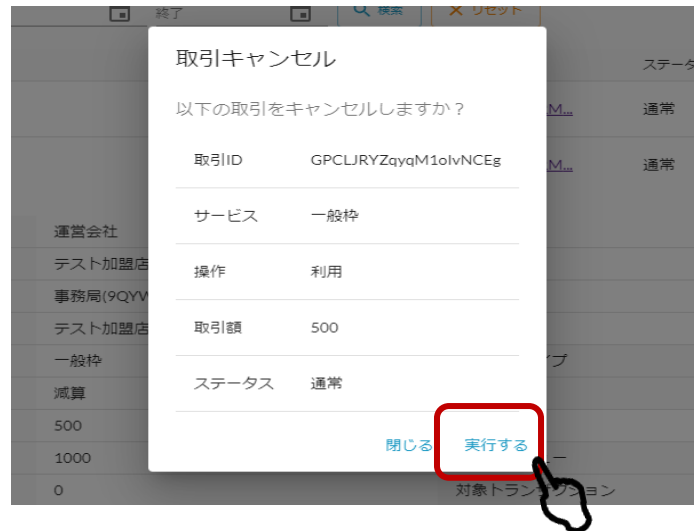 終了
検索
リセット
取引キャンセル
ステータ
以下の取引をキャンセルしますか？
M...
通常
取引ID GPCLJRYZqyqM1oIvNCEg
M...
通常
サービス 一般枠
運営会社
テスト加盟店
操作 利用
事務局(9QYW
テスト加盟店
取引額 500
一般枠
イプ
ステータス 通常
減算
500
閉じる 実行する
1000
0
対象トランザクション